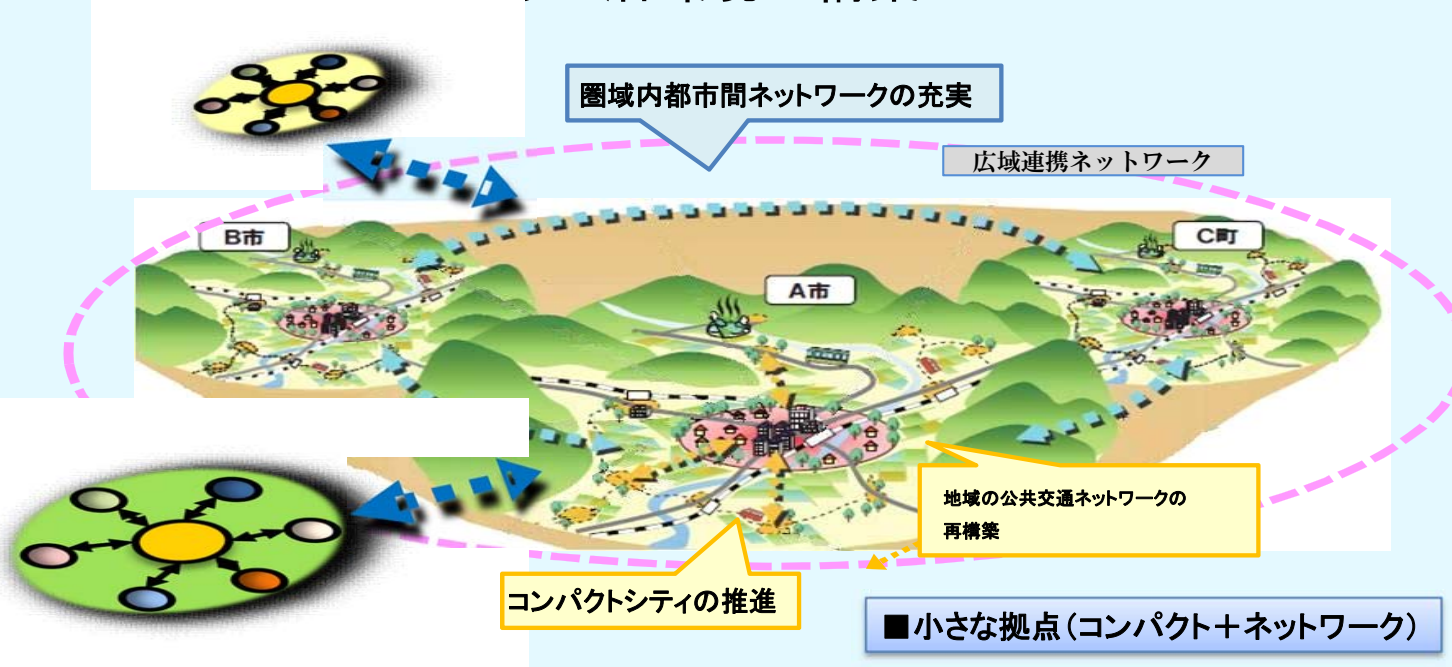 圏域内都市間ネットワークの充実
広域連携ネットワーク
B市
C町
A市
地域の公共交通ネットワークの
再構築
コンパクトシティの推進
■小さな拠点(コンパクト＋ネットワーク)